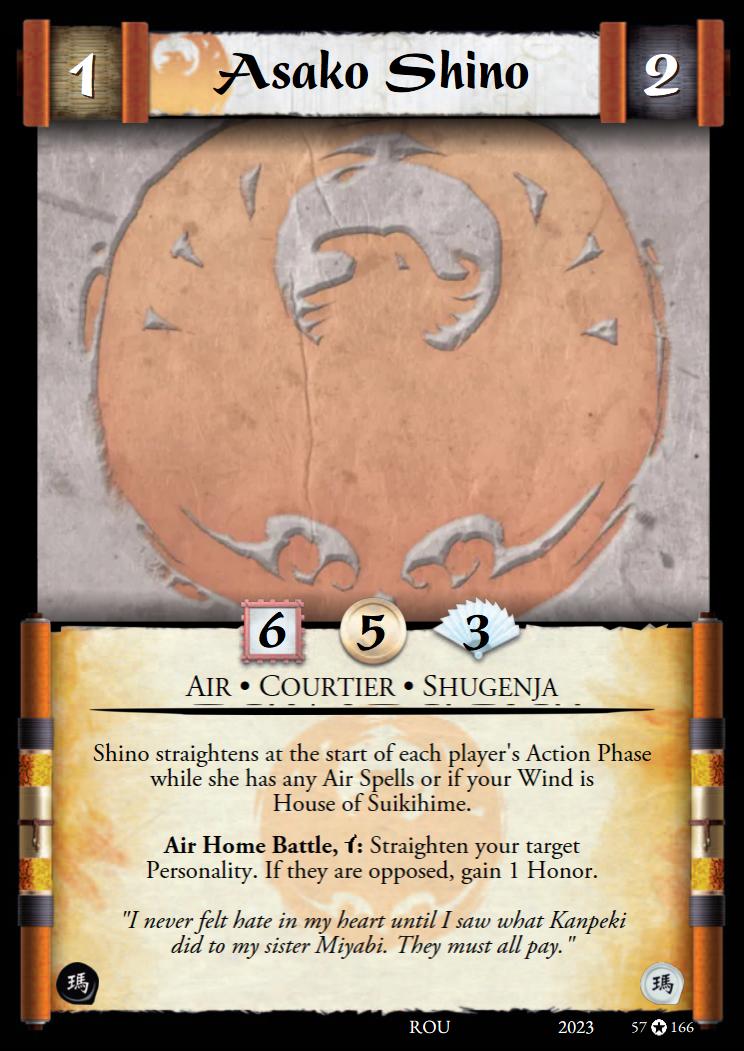 1
Asako Shino
2
6
5
3
AIR • COURTIER • SHUGENJA
Shino straightens at the start of each player's Action Phase
while she has any Air Spells or if your Wind is
House of Suikihime.
Air Home Battle, : Straighten your target
Personality. If they are opposed, gain 1 Honor.
"I never felt hate in my heart until I saw what Kanpeki
did to my sister Miyabi. They must all pay."
瑪
瑪
ROU 2023 57 ✪ 166